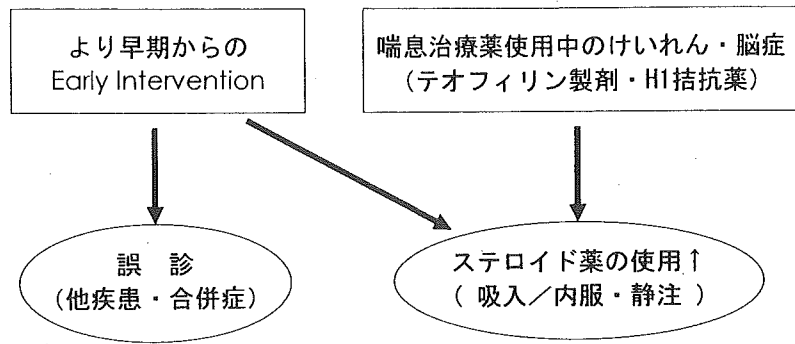 より早期からの
Early Intervention
喘息治療薬使用中のけいれん・脳症
（テオフィリン製剤・H1拮抗薬）
誤　診
(他疾患・合併症)
ステロイド薬の使用↑
( 吸入／内服・静注 )